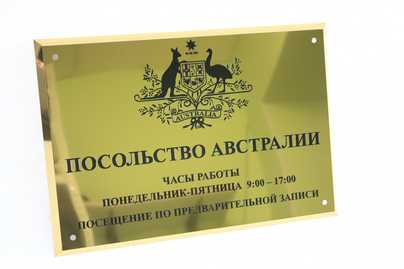 AUSTRALIA
ПОСОЛЬСТВО АВСТРАЛИИ
ЧАСЫ РАБОТЫ
ПОНЕДЕЛЬНИК-ПЯТНИЦА 9:00 – 17:00
ПОСЕЩЕНИЕ ПО ПРЕДВАРИТЕЛЬНОЙ ЗАПИСИ